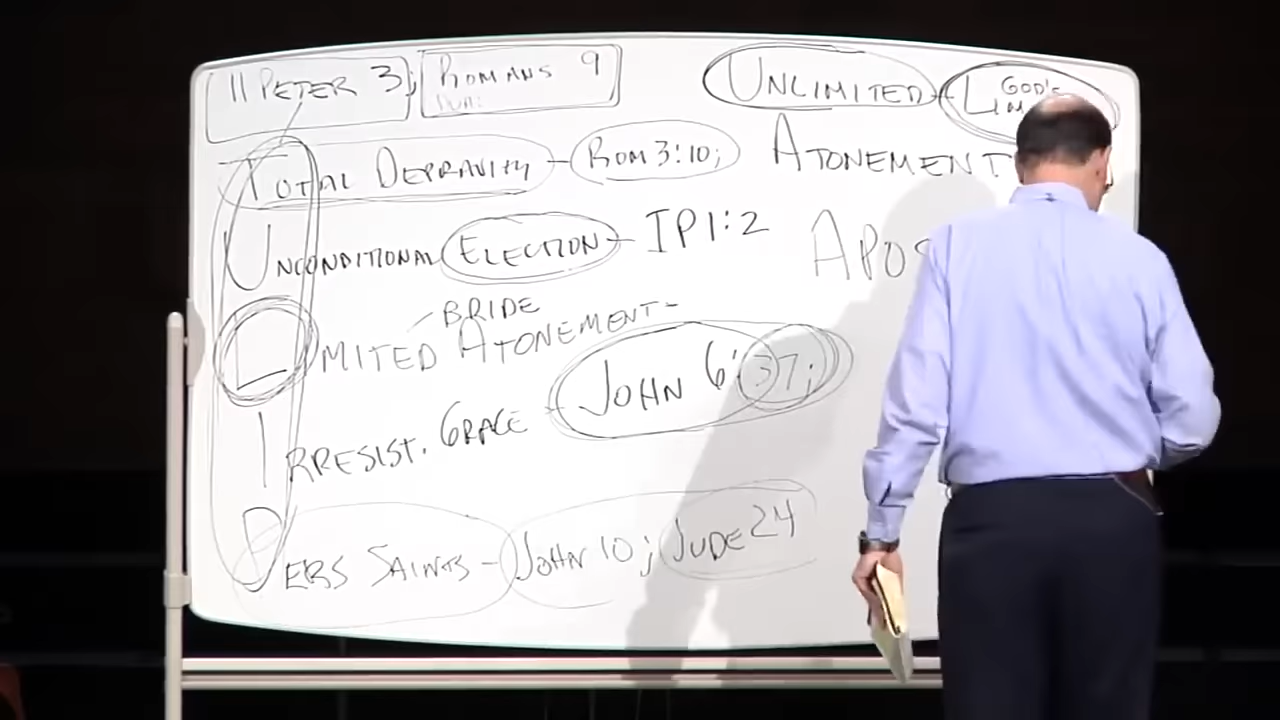 II PETER 3; ROMANS 9
UNLIMITED - GOD'S
ATONEMENT
TOTAL DEPRAVITY - ROM 3:10;
UNCONDITIONAL ELECTION - IP1:2
- BRIDE
LIMITED ATONEMENT -
IRRESIST. GRACE - JOHN 6:37;
PERS SAINTS - JOHN 10; JUDE 24